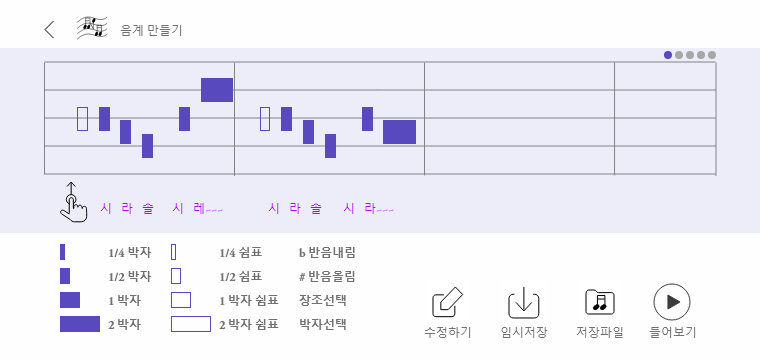 음계 만들기
시 라 솔 시 레~~~ 시 라 솔 시 라~~~
1/4 박자 1/4 쉼표 b 반음내림
1/2 박자 1/2 쉼표 # 반음올림
1 박자 1 박자 쉼표 장조선택
2 박자 2 박자 쉼표 박자선택
수정하기 임시저장 저장파일 들어보기